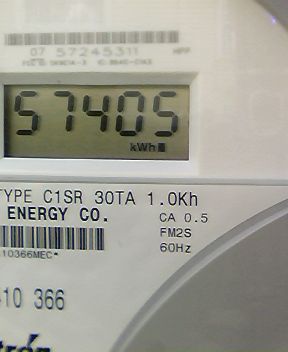 07 57245311
57405
kWh
TYPE C1SR 30TA 1.0Kh
ENERGY CO.
CA 0.5
FM2S
60Hz
10366MEC*
10 366
trón